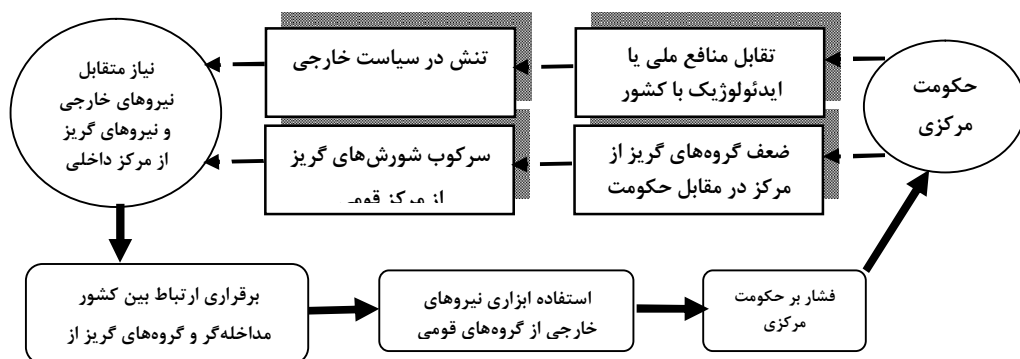 حکومت
مرکزی
تقابل منافع ملی یا
ایدئولوژیک با کشور
تنش در سیاست خارجی
نیاز متقابل
نیروهای خارجی
و نیروهای گریز
از مرکز داخلی
ضعف گروه‌های گریز از
مرکز در مقابل حکومت
سرکوب شورش‌های گریز
از مرکز قومی
برقراری ارتباط بین کشور
مداخله‌گر و گروه‌های گریز از
استفاده ابزاری نیروهای
خارجی از گروه‌های قومی
فشار بر حکومت
مرکزی